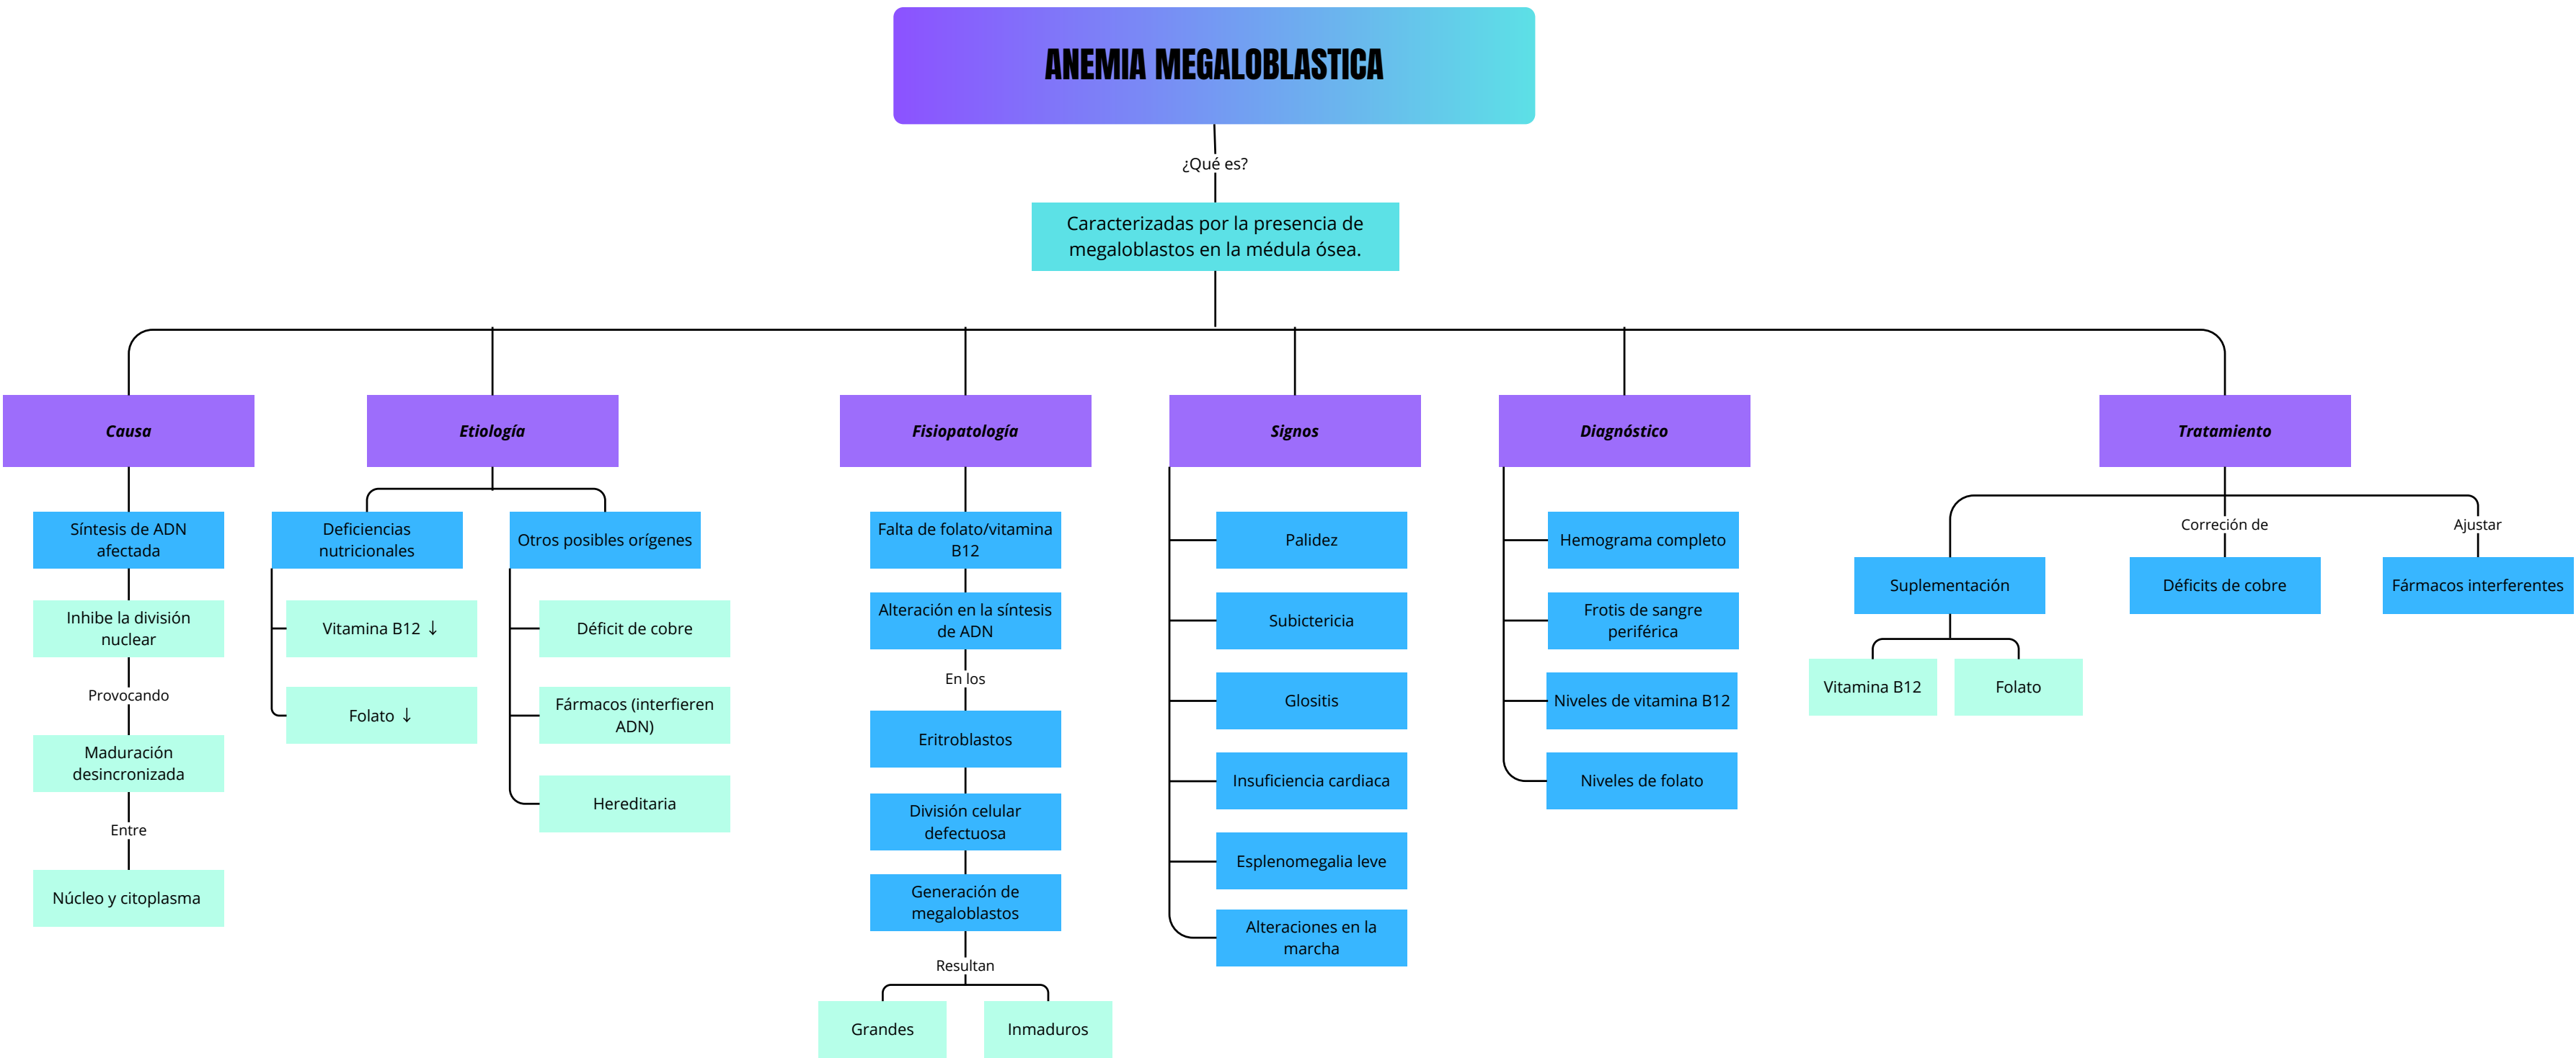 ANEMIA MEGALOBLASTICA
¿Qué es?
Caracterizadas por la presencia de
megaloblastos en la médula ósea.
Causa
Síntesis de ADN
afectada
Inhibe la división
nuclear
Provocando
Maduración
desincronizada
Entre
Núcleo y citoplasma
Etiología
Deficiencias
nutricionales
Vitamina B12 ↓
Folato ↓
Otros posibles orígenes
Déficit de cobre
Fármacos (interfieren
ADN)
Hereditaria
Fisiopatología
Falta de folato/vitamina
B12
Alteración en la síntesis
de ADN
En los
Eritroblastos
División celular
defectuosa
Generación de
megaloblastos
Resultan
Grandes
Inmaduros
Signos
Palidez
Subictericia
Glositis
Insuficiencia cardiaca
Esplenomegalia leve
Alteraciones en la
marcha
Diagnóstico
Hemograma completo
Frotis de sangre
periférica
Niveles de vitamina B12
Niveles de folato
Tratamiento
Suplementación
Vitamina B12
Folato
Correción de
Déficits de cobre
Ajustar
Fármacos interferentes